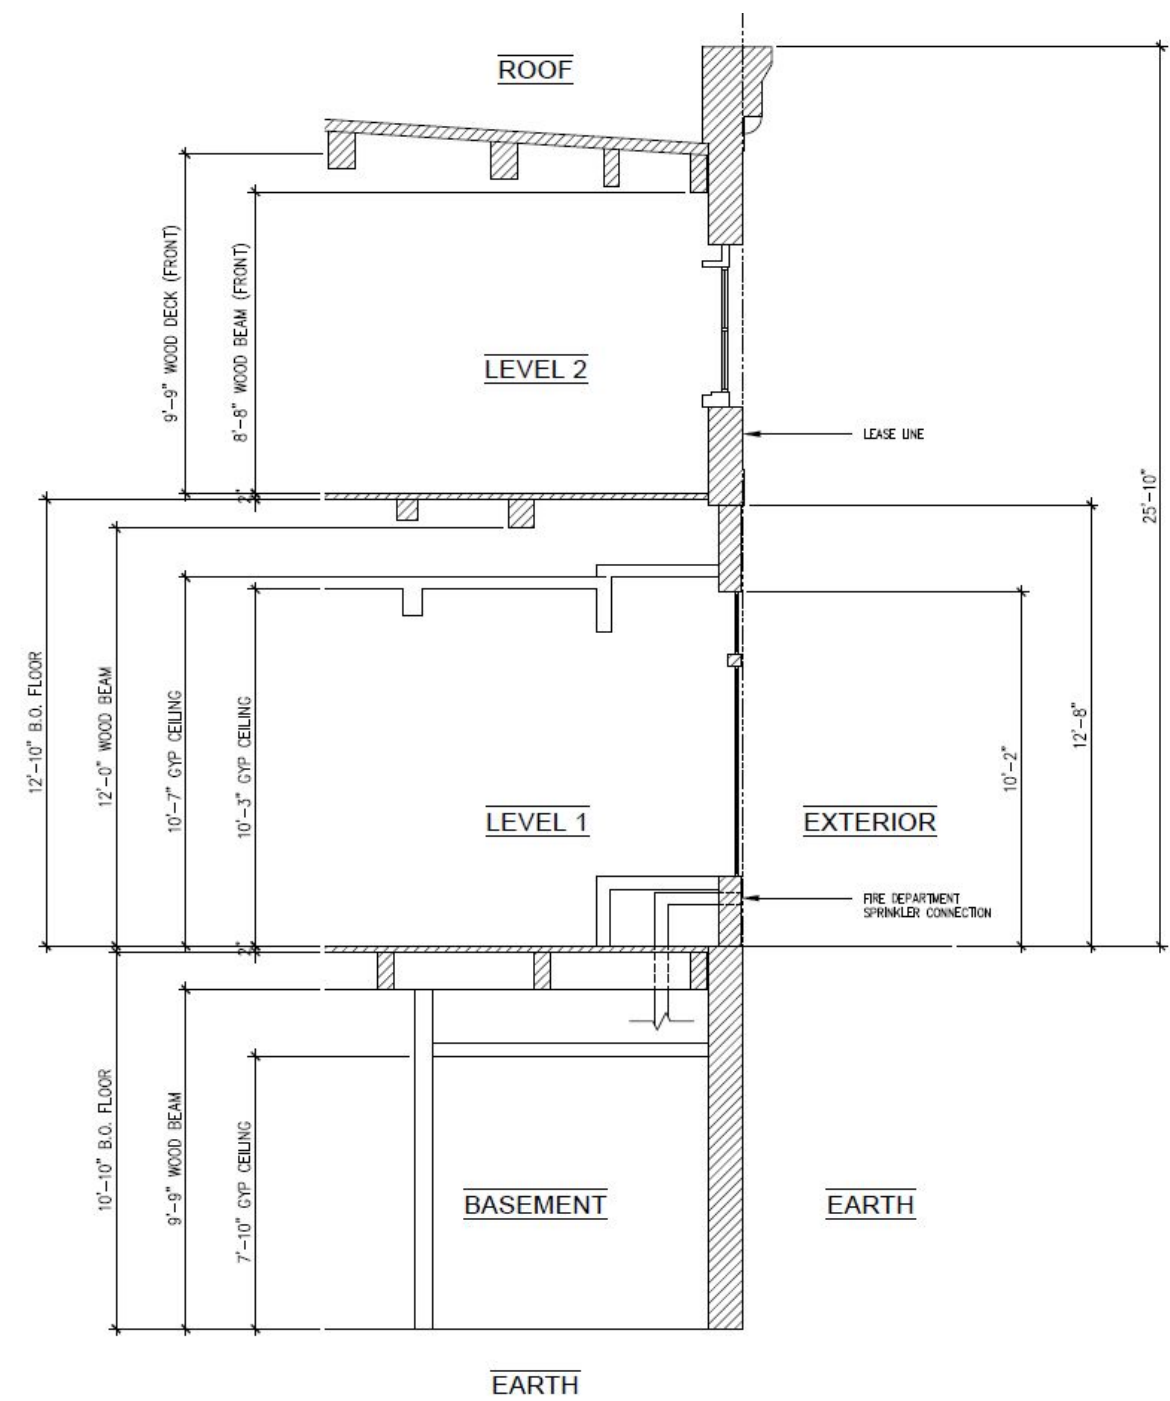 ROOF
9'-9" WOOD DECK (FRONT)
8'-8" WOOD BEAM (FRONT)
LEVEL 2
LEASE LINE
25'-10"
2"
12'-10" B.O. FLOOR
12'-0" WOOD BEAM
10'-7" GYP CEILING
10'-3" GYP CEILING
LEVEL 1
EXTERIOR
10'-2"
12'-8"
FIRE DEPARTMENT
SPRINKLER CONNECTION
2"
10'-10" B.O. FLOOR
9'-9" WOOD BEAM
7'-10" GYP CEILING
BASEMENT
EARTH
EARTH